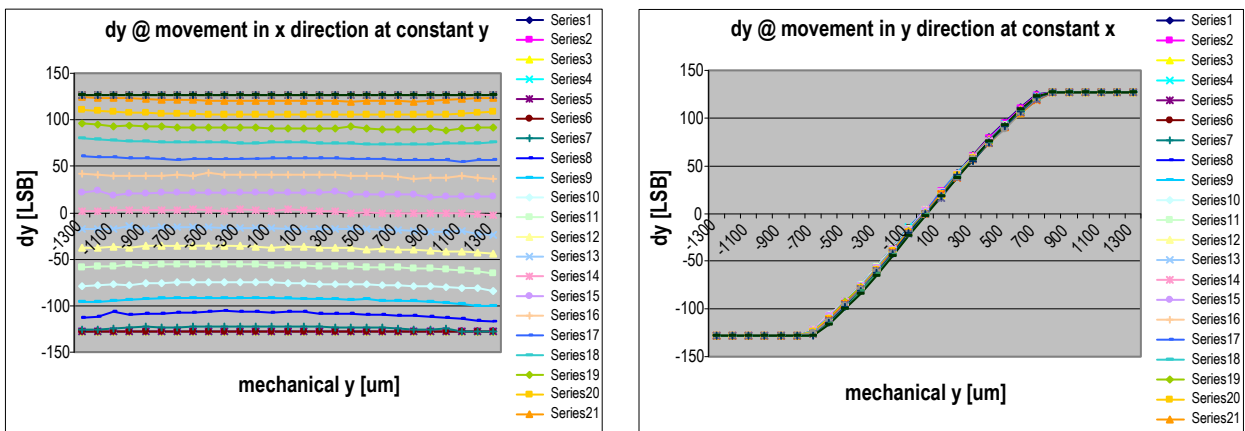 dy @ movement in x direction at constant y
150
100
50
0
-50
-100
-150
dy [LSB]
-1300
-1100
-900
-700
-500
-300
-100
100
300
500
700
900
1100
1300
mechanical y [um]
Series1
Series2
Series3
Series4
Series5
Series6
Series7
Series8
Series9
Series10
Series11
Series12
Series13
Series14
Series15
Series16
Series17
Series18
Series19
Series20
Series21
dy @ movement in y direction at constant x
150
100
50
0
-50
-100
-150
dy [LSB]
-1300
-1100
-900
-700
-500
-300
-100
100
300
500
700
900
1100
1300
mechanical y [um]
Series1
Series2
Series3
Series4
Series5
Series6
Series7
Series8
Series9
Series10
Series11
Series12
Series13
Series14
Series15
Series16
Series17
Series18
Series19
Series20
Series21